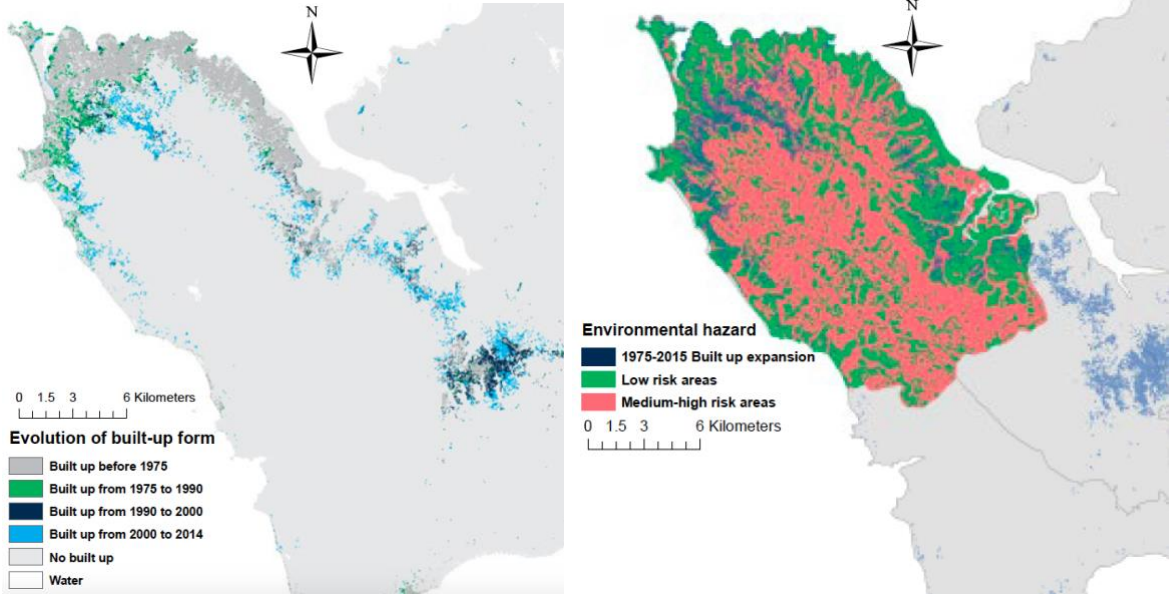 N
0 1.5 3 6 Kilometers
Evolution of built-up form
Built up before 1975
Built up from 1975 to 1990
Built up from 1990 to 2000
Built up from 2000 to 2014
No built up
Water
N
Environmental hazard
1975-2015 Built up expansion
Low risk areas
Medium-high risk areas
0 1.5 3 6 Kilometers